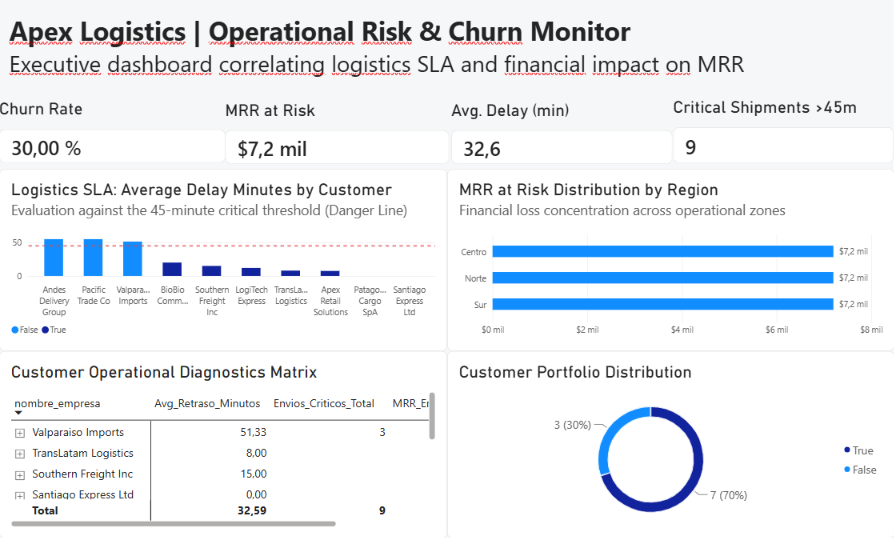 Apex Logistics | Operational Risk & Churn Monitor
Executive dashboard correlating logistics SLA and financial impact on MRR
Churn Rate
MRR at Risk
Avg. Delay (min)
Critical Shipments >45m
30,00 %
$7,2 mil
32,6
9
Logistics SLA: Average Delay Minutes by Customer
Evaluation against the 45-minute critical threshold (Danger Line)
50
0
Andes Delivery Group
Pacific Trade Co
Valpara... Imports
BioBio Comm...
Southern Freight Inc
LogiTech Express
TransLa... Logistics
Apex Retail Solutions
Patago... Cargo SpA
Santiago Express Ltd
False True
MRR at Risk Distribution by Region
Financial loss concentration across operational zones
Centro $7,2 mil
Norte $7,2 mil
Sur $7,2 mil
$0 mil $2 mil $4 mil $6 mil $8 mil
Customer Operational Diagnostics Matrix
nombre_empresa Avg_Retraso_Minutos Envios_Criticos_Total MRR_En
Valparaiso Imports 51,33 3
TransLatam Logistics 8,00
Southern Freight Inc 15,00
Santiago Express Ltd 0,00
Total 32,59 9
Customer Portfolio Distribution
3 (30%)
7 (70%)
True
False